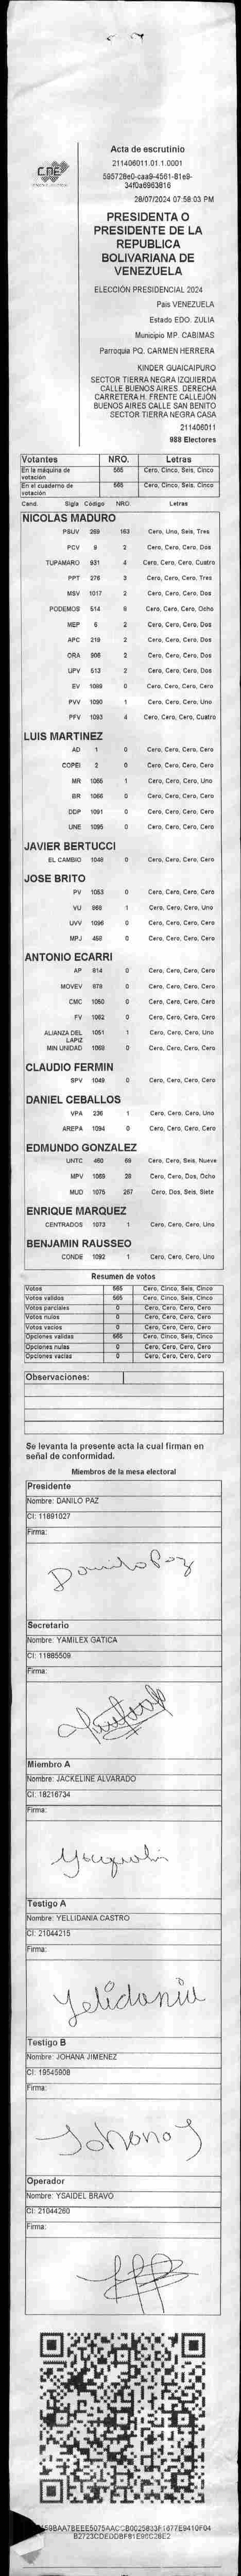 CNE
Acta de escrutinio
211406011.01.1.0001
595728e0-caa9-4561-81e9-
34f0a6963816
28/07/2024 07:58:03 PM
PRESIDENTA O
PRESIDENTE DE LA
REPUBLICA
BOLIVARIANA DE
VENEZUELA
ELECCIÓN PRESIDENCIAL 2024
Pais VENEZUELA
Estado EDO. ZULIA
Municipio MP. CABIMAS
Parroquia PQ. CARMEN HERRERA
KINDER GUAICAIPURO
SECTOR TIERRA NEGRA IZQUIERDA
CALLE BUENOS AIRES. DERECHA
CARRETERA H. FRENTE CALLEJÓN
BUENOS AIRES CALLE SAN BENITO
SECTOR TIERRA NEGRA CASA
211406011
988 Electores
Votantes NRO. Letras
En la máquina de votación 565 Cero, Cinco, Seis, Cinco
En el cuaderno de votación 565 Cero, Cinco, Seis, Cinco
Cand. Sigla Código NRO. Letras
NICOLAS MADURO
PSUV 269 163 Cero, Uno, Seis, Tres
PCV 9 2 Cero, Cero, Cero, Dos
TUPAMARO 931 4 Cero, Cero, Cero, Cuatro
PPT 276 3 Cero, Cero, Cero, Tres
MSV 1017 2 Cero, Cero, Cero, Dos
PODEMOS 514 8 Cero, Cero, Cero, Ocho
MEP 6 2 Cero, Cero, Cero, Dos
APC 219 2 Cero, Cero, Cero, Dos
ORA 906 2 Cero, Cero, Cero, Dos
UPV 613 2 Cero, Cero, Cero, Dos
EV 1089 0 Cero, Cero, Cero, Cero
PVV 1090 1 Cero, Cero, Cero, Uno
PFV 1093 4 Cero, Cero, Cero, Cuatro
LUIS MARTINEZ
AD 1 0 Cero, Cero, Cero, Cero
COPEI 2 0 Cero, Cero, Cero, Cero
MR 1065 1 Cero, Cero, Cero, Uno
BR 1066 0 Cero, Cero, Cero, Cero
DDP 1091 0 Cero, Cero, Cero, Cero
UNE 1095 0 Cero, Cero, Cero, Cero
JAVIER BERTUCCI
EL CAMBIO 1048 0 Cero, Cero, Cero, Cero
JOSE BRITO
PV 1053 0 Cero, Cero, Cero, Cero
VU 968 1 Cero, Cero, Cero, Uno
UVV 1096 0 Cero, Cero, Cero, Cero
MPJ 459 0 Cero, Cero, Cero, Cero
ANTONIO ECARRI
AP 814 0 Cero, Cero, Cero, Cero
MOVEV 878 0 Cero, Cero, Cero, Cero
CMC 1050 0 Cero, Cero, Cero, Cero
FV 1062 0 Cero, Cero, Cero, Cero
ALIANZA DEL LAPIZ 1051 1 Cero, Cero, Cero, Uno
MIN UNIDAD 1069 0 Cero, Cero, Cero, Cero
CLAUDIO FERMIN
SPV 1049 0 Cero, Cero, Cero, Cero
DANIEL CEBALLOS
VPA 236 1 Cero, Cero, Cero, Uno
AREPA 1094 0 Cero, Cero, Cero, Cero
EDMUNDO GONZALEZ
UNTC 460 69 Cero, Cero, Seis, Nueve
MPV 1059 28 Cero, Cero, Dos, Ocho
MUD 1075 267 Cero, Dos, Seis, Siete
ENRIQUE MARQUEZ
CENTRADOS 1073 1 Cero, Cero, Cero, Uno
BENJAMIN RAUSSEO
CONDE 1092 1 Cero, Cero, Cero, Uno
Resumen de votos
Votos 565 Cero, Cinco, Seis, Cinco
Votos validos 565 Cero, Cinco, Seis, Cinco
Votos parciales 0 Cero, Cero, Cero, Cero
Votos nulos 0 Cero, Cero, Cero, Cero
Votos vacios 0 Cero, Cero, Cero, Cero
Opciones validas 565 Cero, Cinco, Seis, Cinco
Opciones nulas 0 Cero, Cero, Cero, Cero
Opciones vacias 0 Cero, Cero, Cero, Cero
Observaciones:
Se levanta la presente acta la cual firman en
señal de conformidad.
Miembros de la mesa electoral
Presidente
Nombre: DANILO PAZ
CI: 11891027
Firma:
Danilo Paz
Secretario
Nombre: YAMILEX GATICA
CI: 11885509
Firma:
Miembro A
Nombre: JACKELINE ALVARADO
CI: 18216734
Firma:
Testigo A
Nombre: YELLIDANIA CASTRO
CI: 21044215
Firma:
Yelidania
Testigo B
Nombre: JOHANA JIMENEZ
CI: 19545908
Firma:
Johana J
Operador
Nombre: YSAIDEL BRAVO
CI: 21044260
Firma: